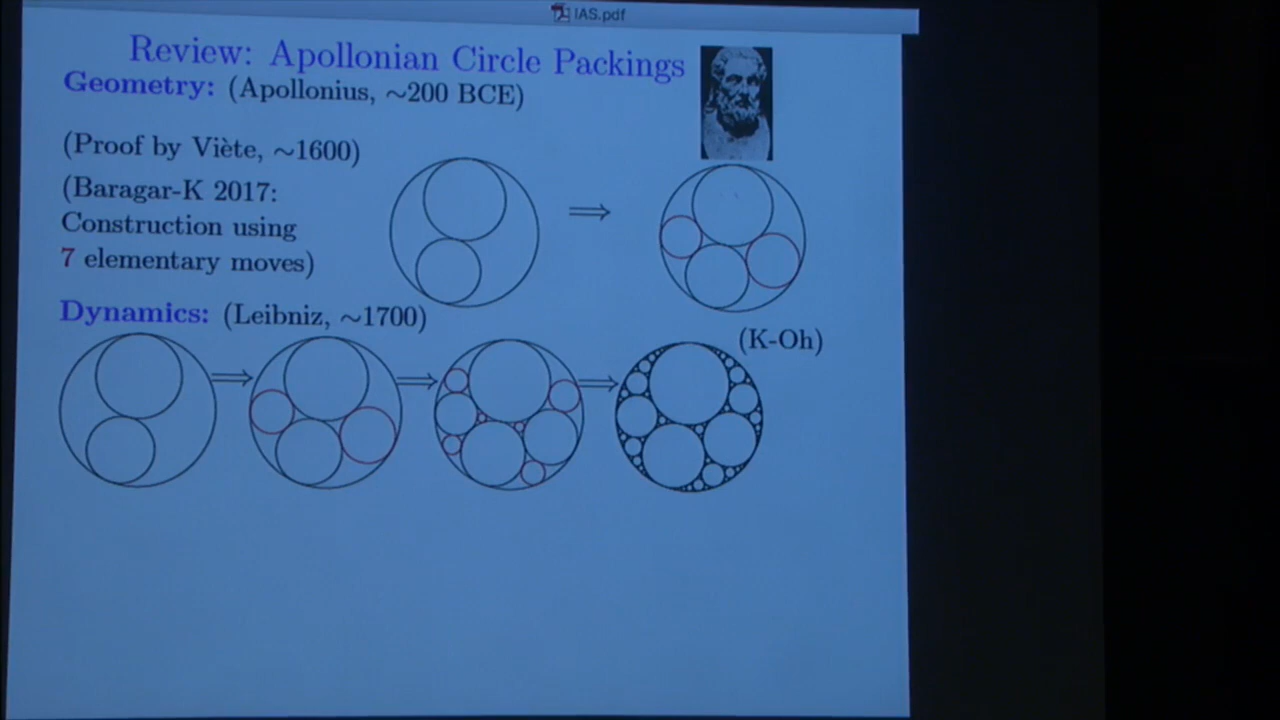 IAS.pdf
Review: Apollonian Circle Packings
Geometry: (Apollonius, ~200 BCE)
(Proof by Viète, ~1600)
(Baragar-K 2017:
Construction using
7 elementary moves)
Dynamics: (Leibniz, ~1700)
(K-Oh)